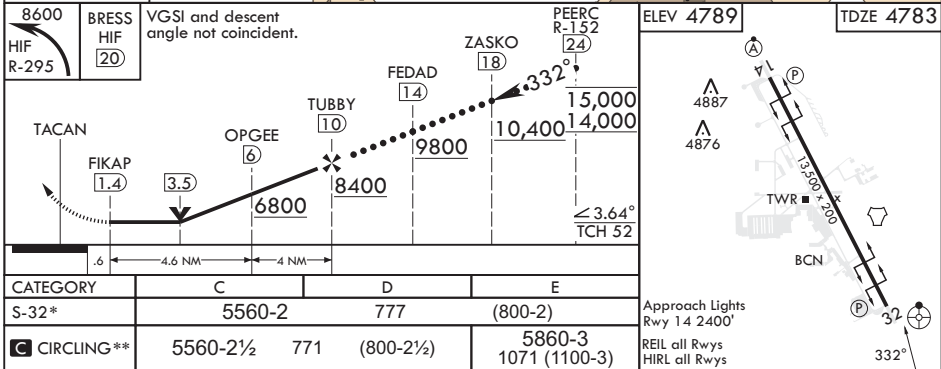 8600
HIF
R-295
BRESS
HIF
20
VGSI and descent
angle not coincident.
PEERC
R-152
24
ZASKO
18
332°
FEDAD
14
15,000
14,000
TUBBY
10
10,400
TACAN
OPGEE
6
9800
FIKAP
1.4
3.5
8400
6800
3.64°
TCH 52
.6
4.6 NM
4 NM
CATEGORY C D E
S-32* 5560-2 777 (800-2)
C CIRCLING** 5560-2½ 771 (800-2½) 5860-3
1071 (1100-3)
ELEV 4789
TDZE 4783
A
P
4887
4876
13,500 x 200
TWR
x
BCN
P
32
Approach Lights
Rwy 14 2400'
REIL all Rwys
HIRL all Rwys
332°